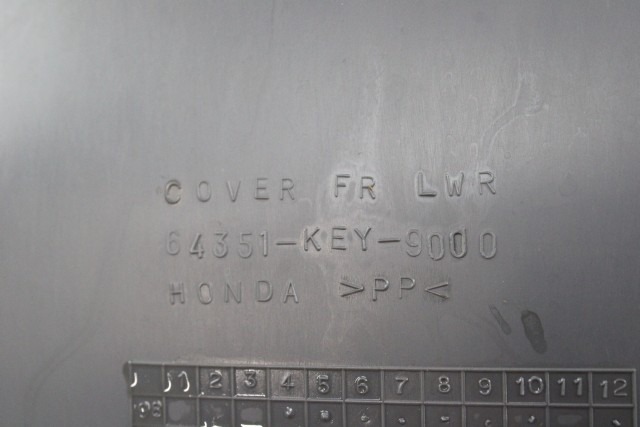 COVER FR LWR
64351-KEY-9000
HONDA >PP<
J 1 2 3 4 5 6 7 8 9 10 11 12
'98